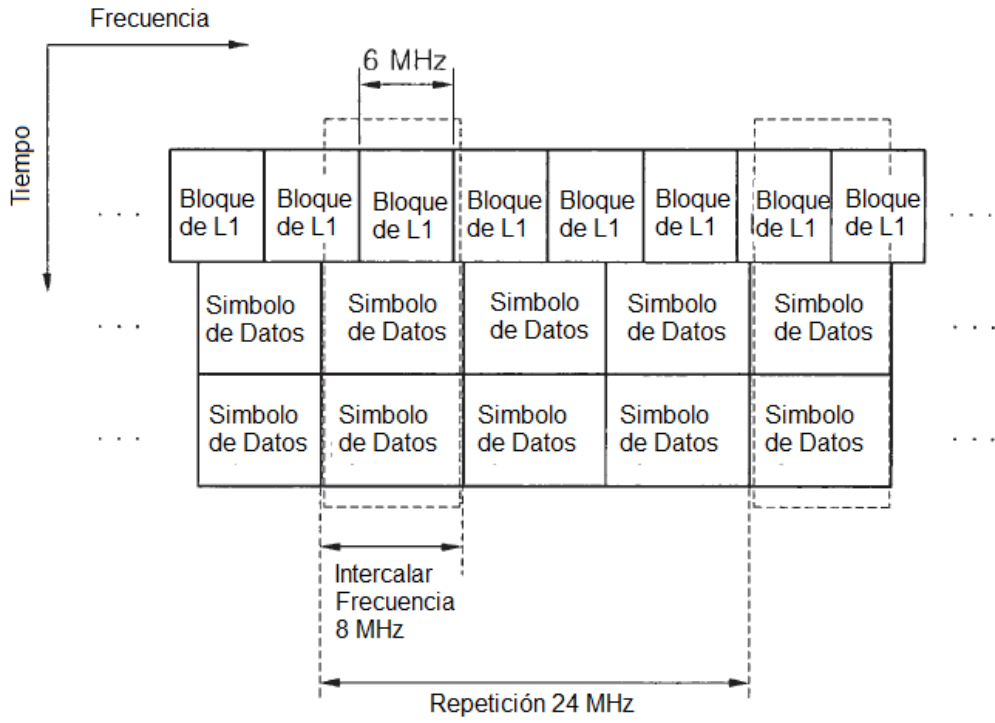 Frecuencia
6 MHz
Tiempo
Bloque Bloque Bloque Bloque Bloque Bloque Bloque Bloque
de L1 de L1 de L1 de L1 de L1 de L1 de L1 de L1
. . . . . .
Simbolo Simbolo Simbolo Simbolo Simbolo
de Datos de Datos de Datos de Datos de Datos
. . . . . .
Simbolo Simbolo Simbolo Simbolo Simbolo
de Datos de Datos de Datos de Datos de Datos
. . . . . .
Intercalar
Frecuencia
8 MHz
Repetición 24 MHz